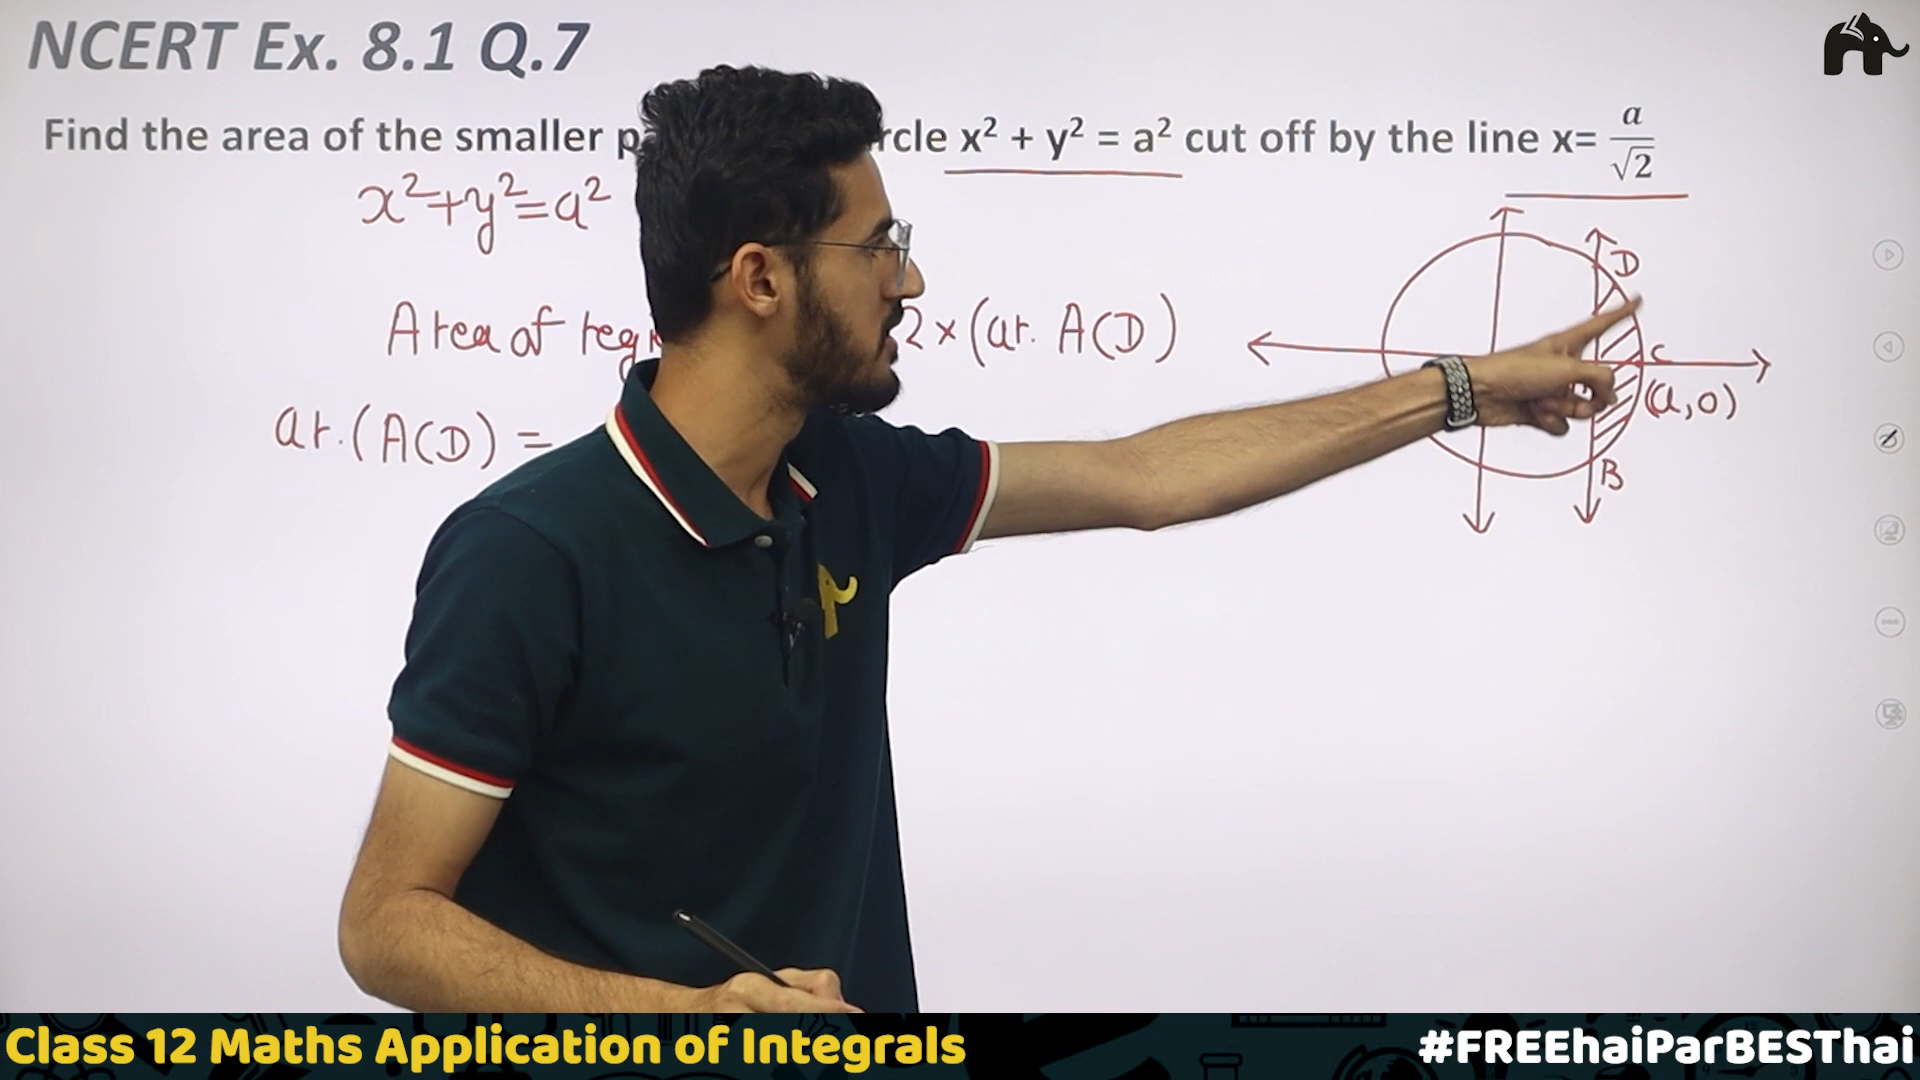 NCERT Ex. 8.1 Q.7
Find the area of the smaller p rcle x² + y² = a² cut off by the line x= a/√2
x²+y²=a²
Area of reg 2×(ar. ACD)
ar.(ACD) =
D
C
(a,0)
B
Class 12 Maths Application of Integrals
#FREEhaiParBESThai